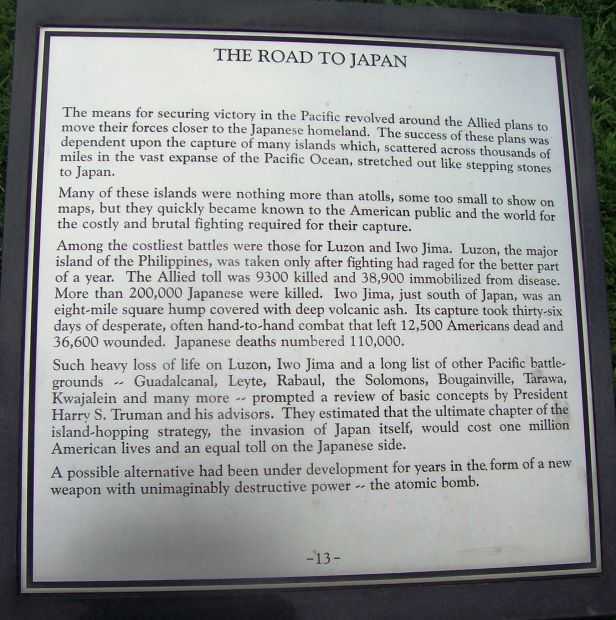 THE ROAD TO JAPAN
The means for securing victory in the Pacific revolved around the Allied plans to
move their forces closer to the Japanese homeland. The success of these plans was
dependent upon the capture of many islands which, scattered across thousands of
miles in the vast expanse of the Pacific Ocean, stretched out like stepping stones
to Japan.
Many of these islands were nothing more than atolls, some too small to show on
maps, but they quickly became known to the American public and the world for
the costly and brutal fighting required for their capture.
Among the costliest battles were those for Luzon and Iwo Jima. Luzon, the major
island of the Philippines, was taken only after fighting had raged for the better part
of a year. The Allied toll was 9300 killed and 38,900 immobilized from disease.
More than 200,000 Japanese were killed. Iwo Jima, just south of Japan, was an
eight-mile square hump covered with deep volcanic ash. Its capture took thirty-six
days of desperate, often hand-to-hand combat that left 12,500 Americans dead and
36,600 wounded. Japanese deaths numbered 110,000.
Such heavy loss of life on Luzon, Iwo Jima and a long list of other Pacific battle-
grounds -- Guadalcanal, Leyte, Rabaul, the Solomons, Bougainville, Tarawa,
Kwajalein and many more -- prompted a review of basic concepts by President
Harry S. Truman and his advisors. They estimated that the ultimate chapter of the
island-hopping strategy, the invasion of Japan itself, would cost one million
American lives and an equal toll on the Japanese side.
A possible alternative had been under development for years in the form of a new
weapon with unimaginably destructive power -- the atomic bomb.
-13-